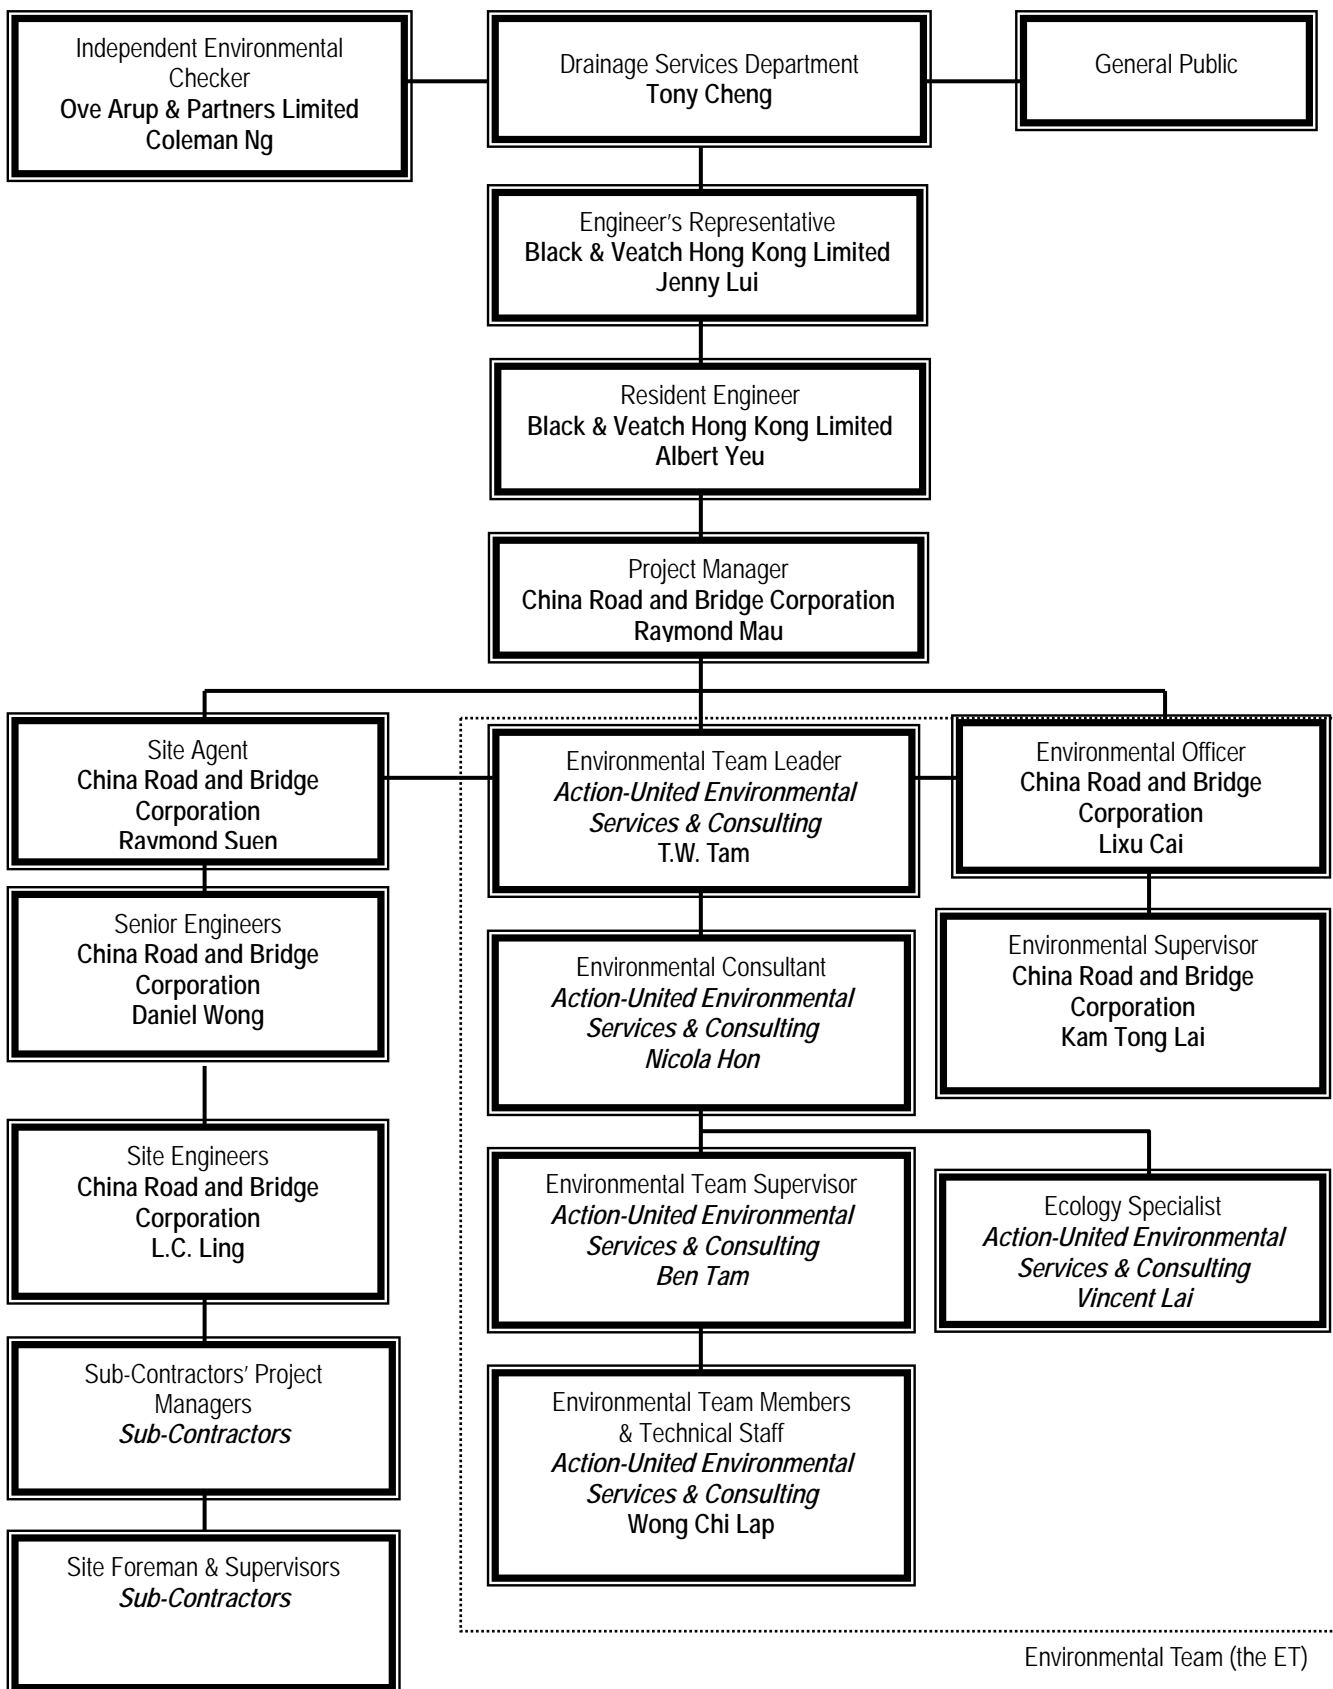 Independent Environmental
Checker
Ove Arup & Partners Limited
Coleman Ng
Drainage Services Department
Tony Cheng
General Public
Engineer's Representative
Black & Veatch Hong Kong Limited
Jenny Lui
Resident Engineer
Black & Veatch Hong Kong Limited
Albert Yeu
Project Manager
China Road and Bridge Corporation
Raymond Mau
Site Agent
China Road and Bridge
Corporation
Raymond Suen
Environmental Team Leader
Action-United Environmental
Services & Consulting
T.W. Tam
Environmental Officer
China Road and Bridge
Corporation
Lixu Cai
Senior Engineers
China Road and Bridge
Corporation
Daniel Wong
Environmental Consultant
Action-United Environmental
Services & Consulting
Nicola Hon
Environmental Supervisor
China Road and Bridge
Corporation
Kam Tong Lai
Site Engineers
China Road and Bridge
Corporation
L.C. Ling
Environmental Team Supervisor
Action-United Environmental
Services & Consulting
Ben Tam
Ecology Specialist
Action-United Environmental
Services & Consulting
Vincent Lai
Sub-Contractors' Project
Managers
Sub-Contractors
Environmental Team Members
& Technical Staff
Action-United Environmental
Services & Consulting
Wong Chi Lap
Site Foreman & Supervisors
Sub-Contractors
Environmental Team (the ET)